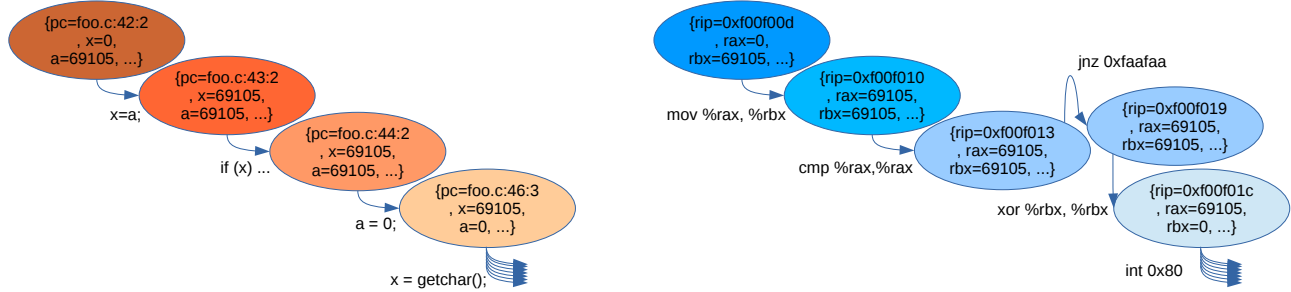 {pc=foo.c:42:2
, x=0,
a=69105, ...}
x=a;
{pc=foo.c:43:2
, x=69105,
a=69105, ...}
if (x) ...
{pc=foo.c:44:2
, x=69105,
a=69105, ...}
a = 0;
{pc=foo.c:46:3
, x=69105,
a=0, ...}
x = getchar();
{rip=0xf00f00d
, rax=0,
rbx=69105, ...}
mov %rax, %rbx
{rip=0xf00f010
, rax=69105,
rbx=69105, ...}
cmp %rax,%rax
{rip=0xf00f013
, rax=69105,
rbx=69105, ...}
jnz 0xfaafaa
{rip=0xf00f019
, rax=69105,
rbx=69105, ...}
xor %rbx, %rbx
{rip=0xf00f01c
, rax=69105,
rbx=0, ...}
int 0x80